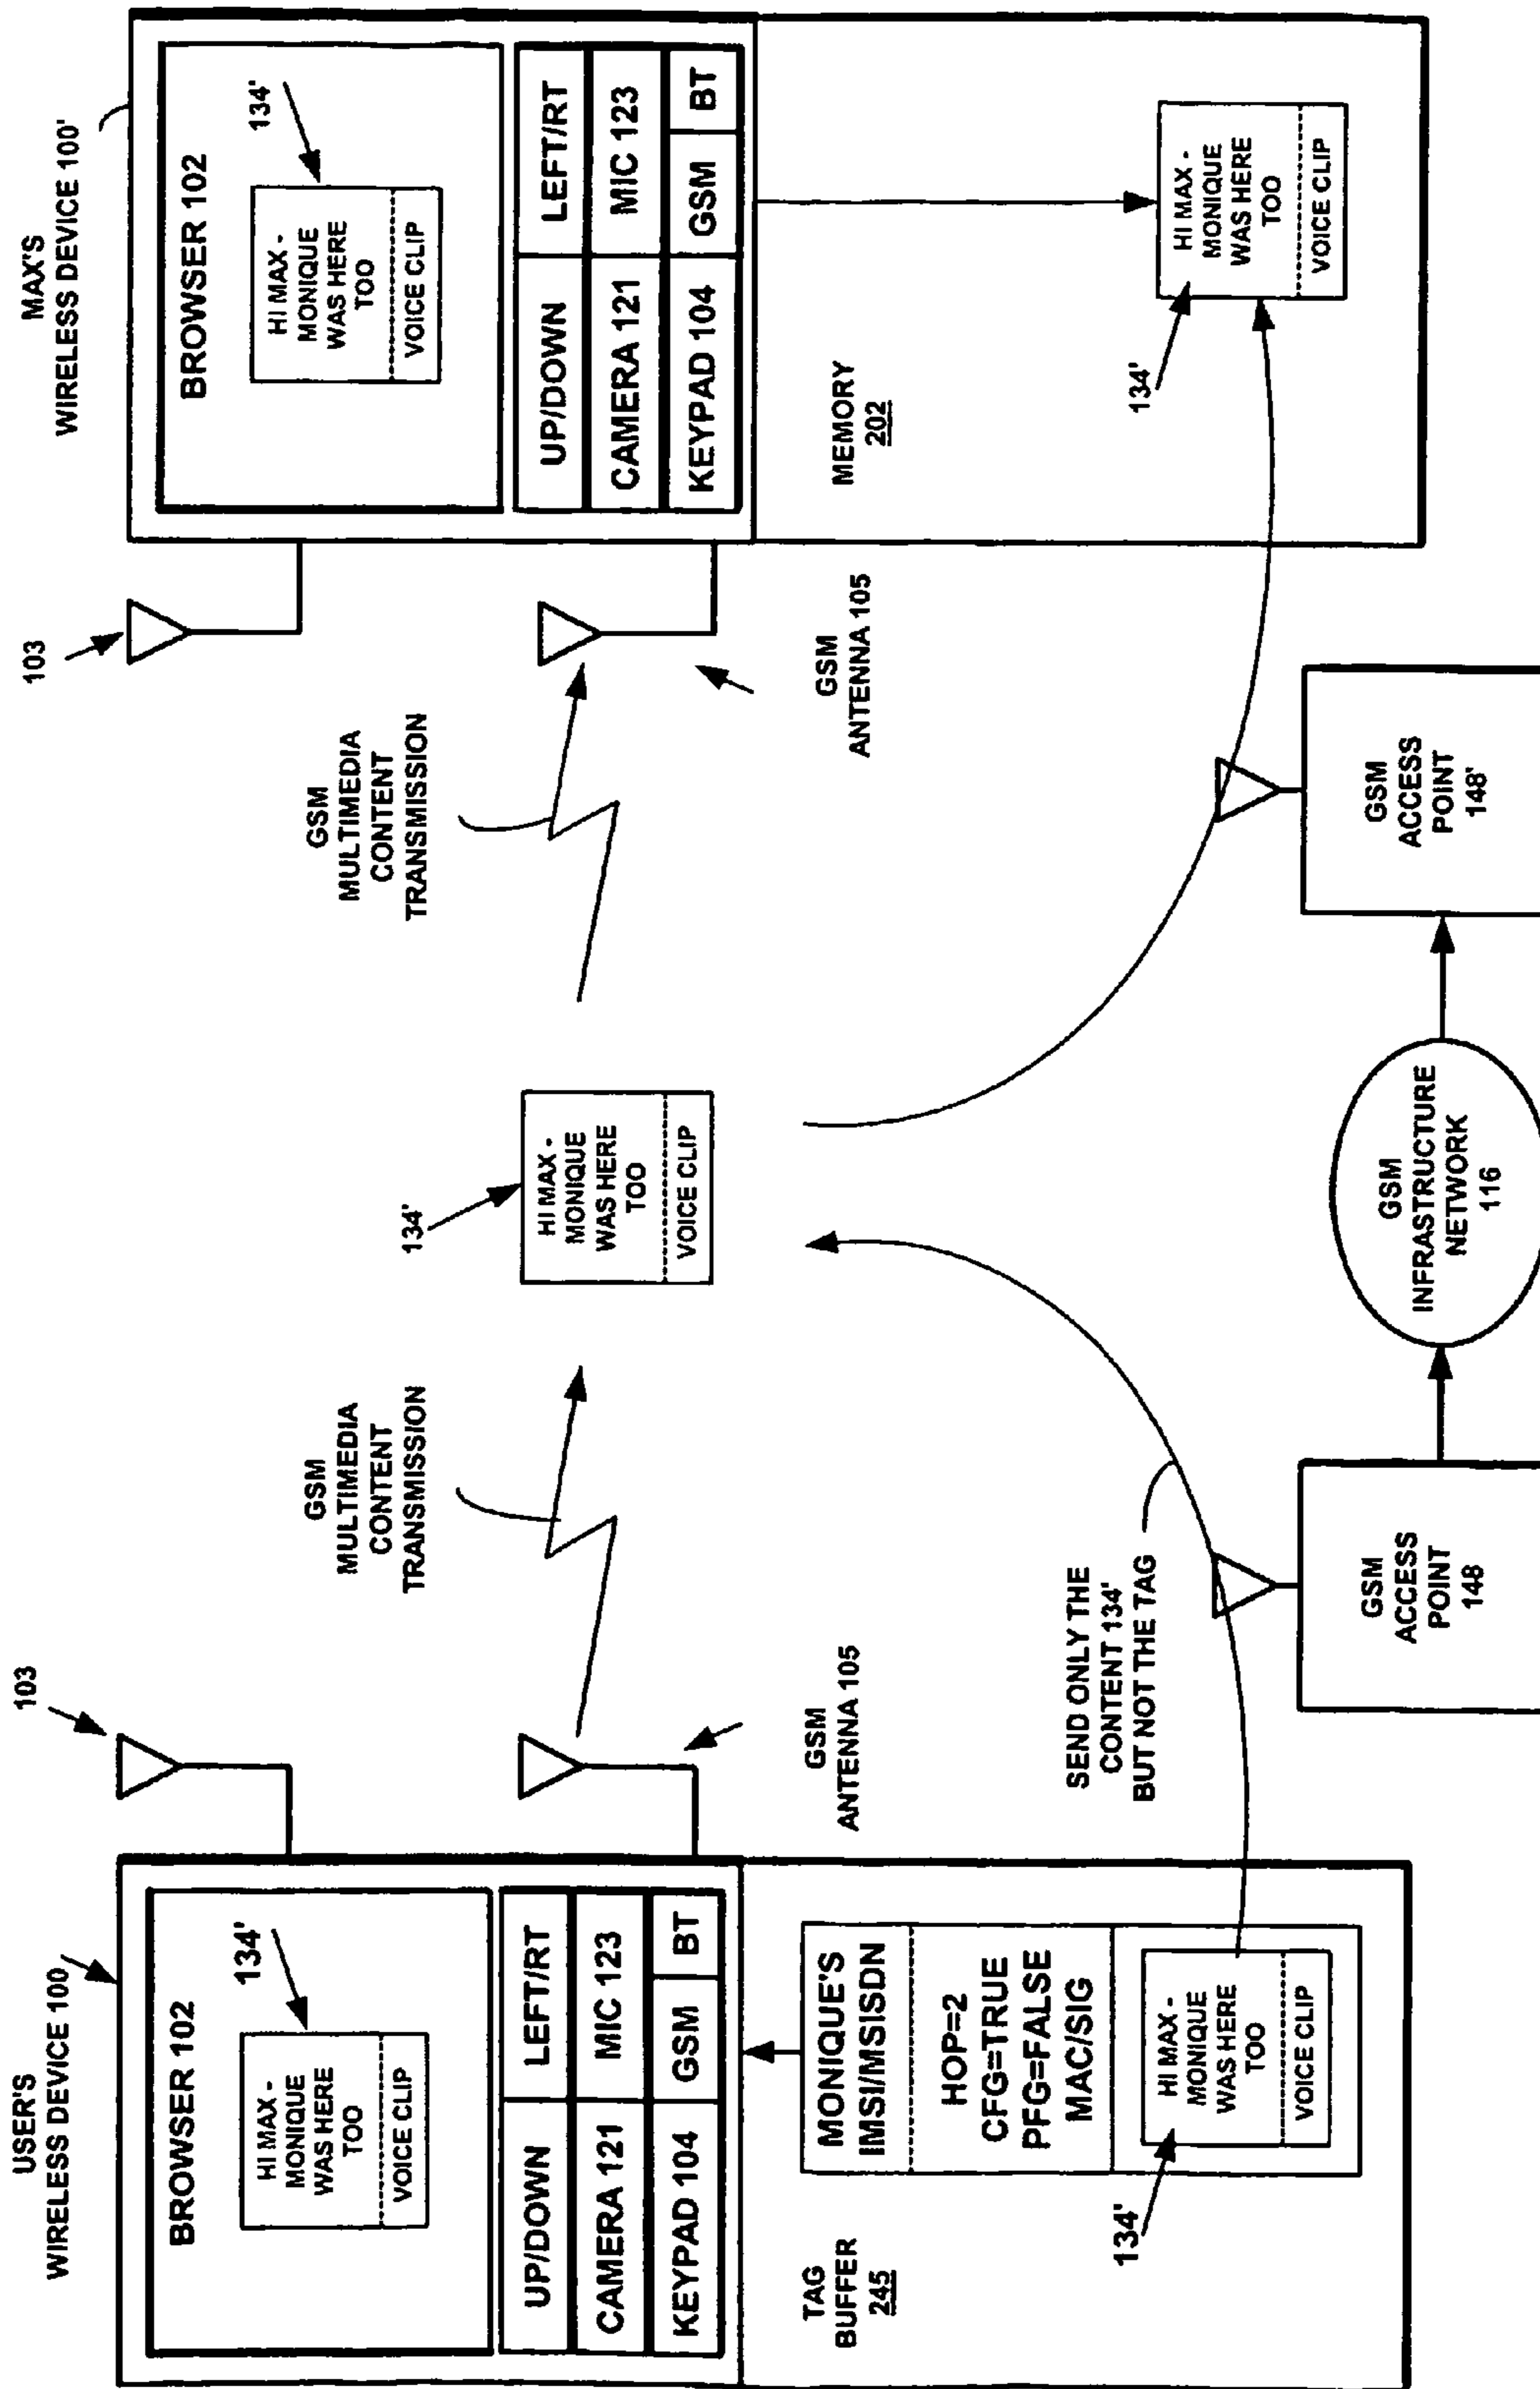 USER'S
WIRELESS DEVICE 100
BROWSER 102
134'
HI MAX -
MONIQUE
WAS HERE
TOO
VOICE CLIP
UP/DOWN LEFT/RT
CAMERA 121 MIC 123
KEYPAD 104 GSM BT
TAG
BUFFER
245
MONIQUE'S
IMSI/MSISDN
HOP=2
CFG=TRUE
PFG=FALSE
MAC/SIG
134'
HI MAX -
MONIQUE
WAS HERE
TOO
VOICE CLIP
103
GSM
ANTENNA 105
GSM
MULTIMEDIA
CONTENT
TRANSMISSION
SEND ONLY THE
CONTENT 134'
BUT NOT THE TAG
GSM
ACCESS
POINT
148
134'
HI MAX -
MONIQUE
WAS HERE
TOO
VOICE CLIP
GSM
INFRASTRUCTURE
NETWORK
116
GSM
MULTIMEDIA
CONTENT
TRANSMISSION
103
GSM
ANTENNA 105
GSM
ACCESS
POINT
148'
MAX'S
WIRELESS DEVICE 100'
BROWSER 102
134'
HI MAX -
MONIQUE
WAS HERE
TOO
VOICE CLIP
UP/DOWN LEFT/RT
CAMERA 121 MIC 123
KEYPAD 104 GSM BT
MEMORY
202
134'
HI MAX -
MONIQUE
WAS HERE
TOO
VOICE CLIP